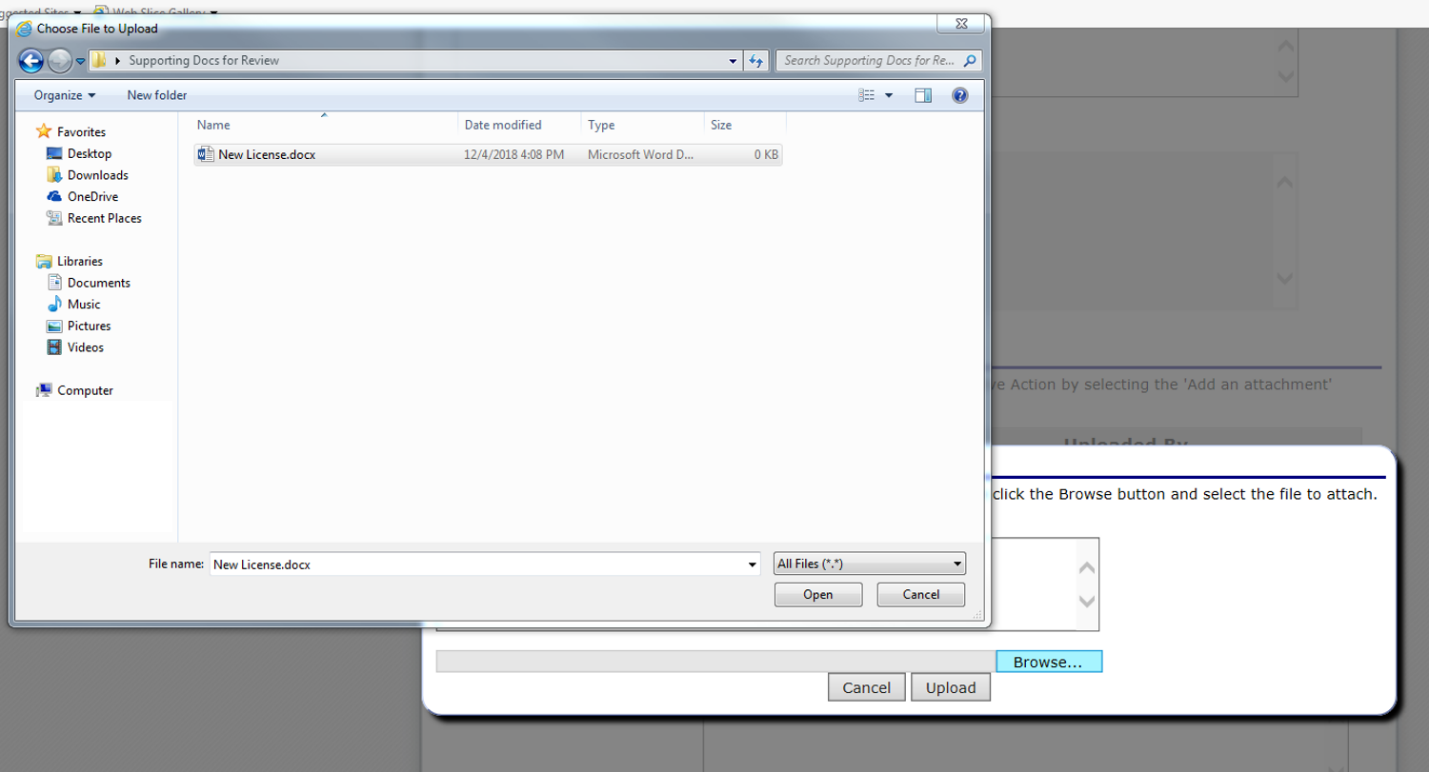 Web Slice Gallery
Choose File to Upload
Supporting Docs for Review
Search Supporting Docs for Re...
Organize
New folder
Name Date modified Type Size
New License.docx 12/4/2018 4:08 PM Microsoft Word D... 0 KB
Favorites
Desktop
Downloads
OneDrive
Recent Places
Libraries
Documents
Music
Pictures
Videos
Computer
Action by selecting the 'Add an attachment'
Uploaded By
click the Browse button and select the file to attach.
File name: New License.docx All Files (*.*)
Open Cancel
Browse...
Cancel Upload